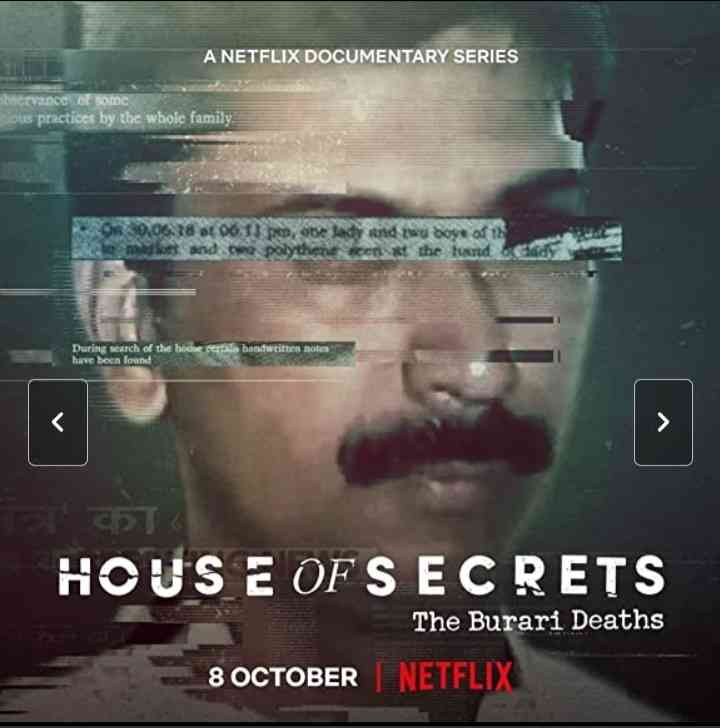 A NETFLIX DOCUMENTARY SERIES
observance of some
ious practices by the whole family.
On 30.06.18 at 06.11 pm, one lady and two boys of th
to market and two polythene seen at the hand of lady
During search of the house certain handwritten notes
have been found
का
HOUSE OF SECRETS
The Burari Deaths
8 OCTOBER | NETFLIX